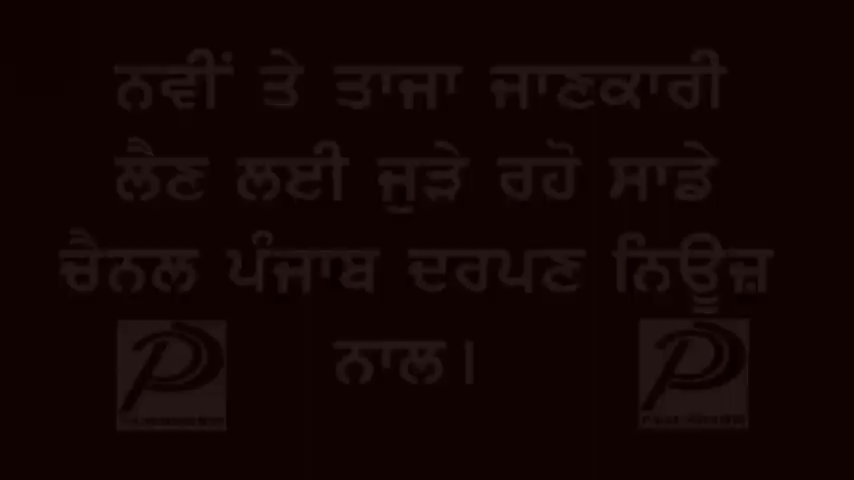 ਨਵੀਂ ਤੇ ਤਾਜਾ ਜਾਣਕਾਰੀ
ਲੈਣ ਲਈ ਜੁੜੇ ਰਹੋ ਸਾਡੇ
ਚੈਨਲ ਪੰਜਾਬ ਦਰਪਣ ਨਿਊਜ਼
ਨਾਲ।